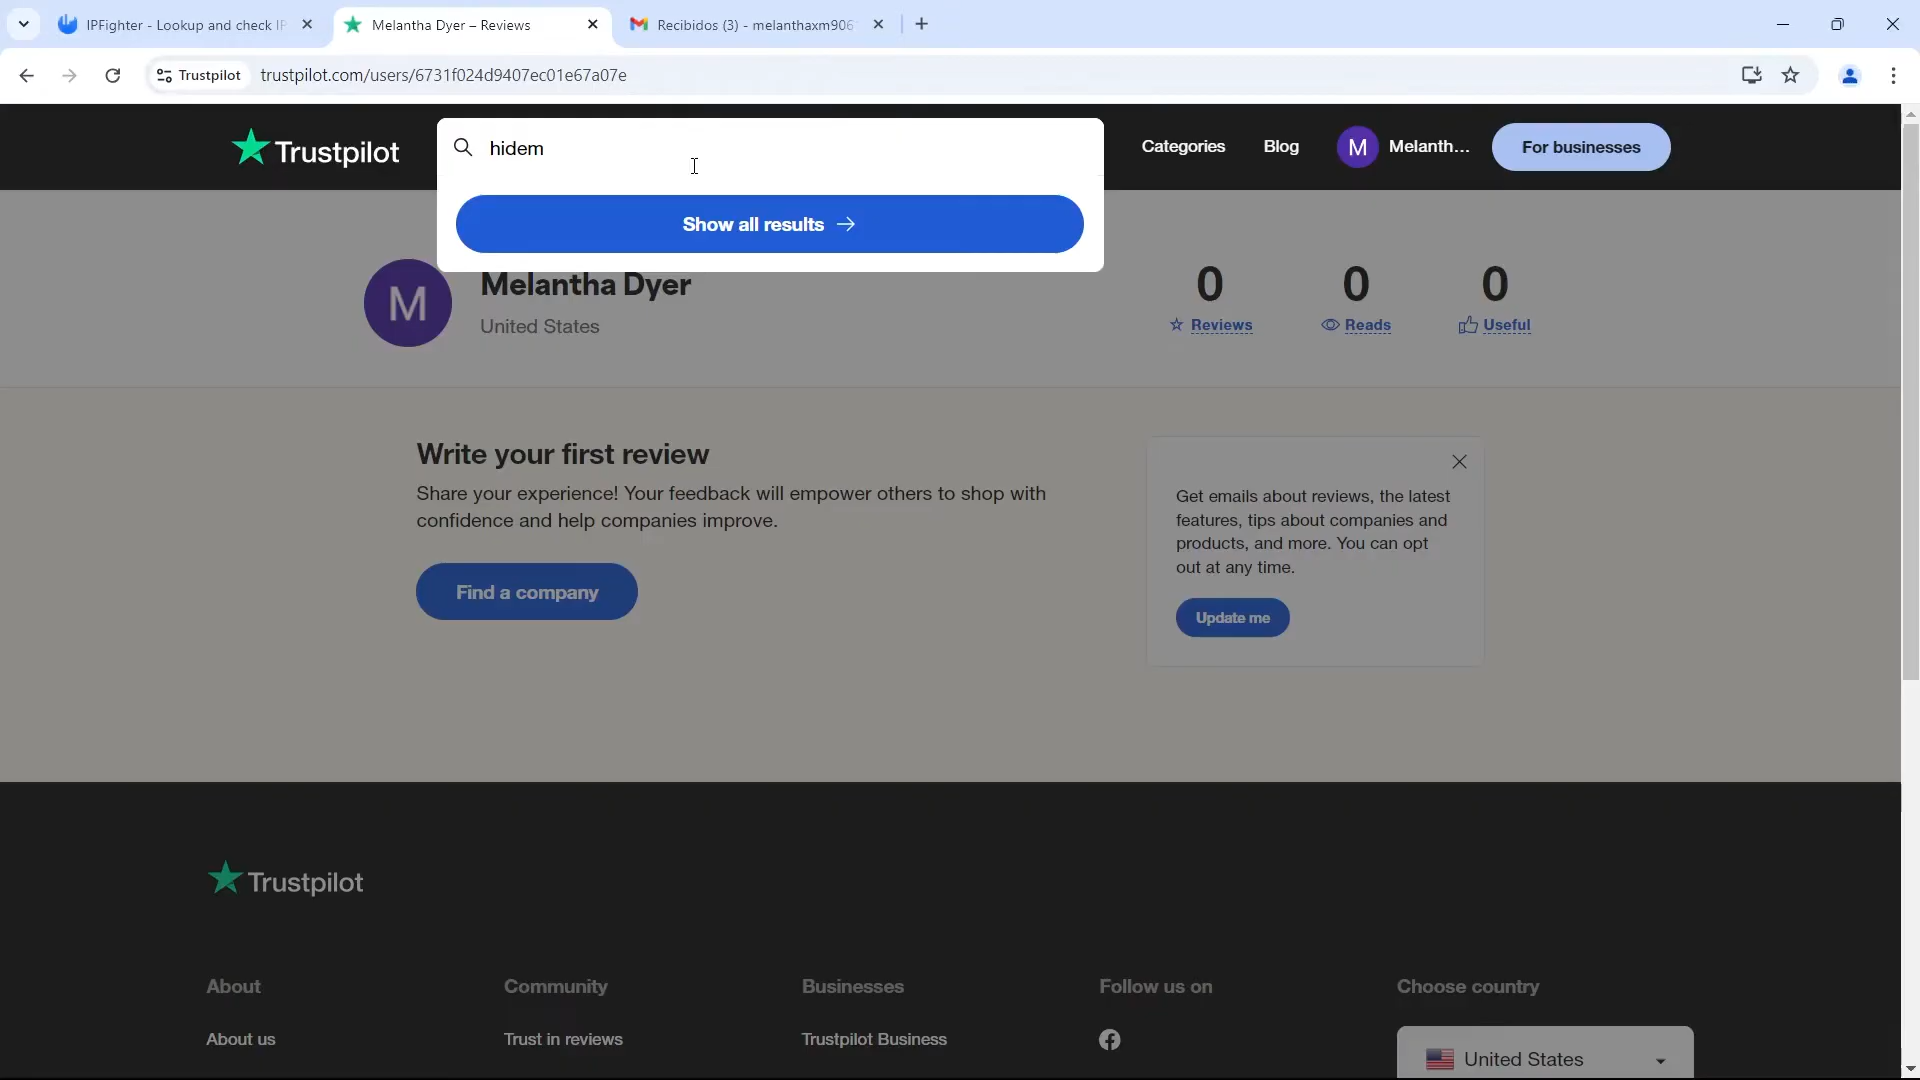 IPFighter - Lookup and check IP
Melantha Dyer – Reviews
Recibidos (3) - melanthaxm906
Trustpilot
trustpilot.com/users/6731f024d9407ec01e67a07e
Trustpilot
hidem
Categories
Blog
M
Melanth...
For businesses
Show all results
M
Melantha Dyer
United States
0
0
0
Reviews
Reads
Useful
Write your first review
Share your experience! Your feedback will empower others to shop with
confidence and help companies improve.
Find a company
Get emails about reviews, the latest
features, tips about companies and
products, and more. You can opt
out at any time.
Update me
Trustpilot
About
Community
Businesses
Follow us on
Choose country
About us
Trust in reviews
Trustpilot Business
United States